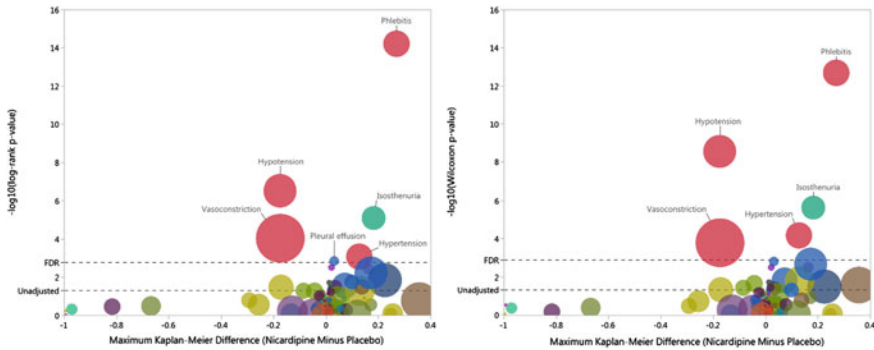 16
14
12
10
8
6
4
2
0
-log10(log-rank p-value)
FDR
Unadjusted
Phlebitis
Hypotension
Vasoconstriction
Isosthenuria
Pleural effusion
Hypertension
-1 -0.8 -0.6 -0.4 -0.2 0 0.2 0.4
Maximum Kaplan-Meier Difference (Nicardipine Minus Placebo)
16
14
12
10
8
6
4
2
0
-log10(Wilcoxon p-value)
FDR
Unadjusted
Phlebitis
Hypotension
Isosthenuria
Vasoconstriction
Hypertension
-1 -0.8 -0.6 -0.4 -0.2 0 0.2 0.4
Maximum Kaplan-Meier Difference (Nicardipine Minus Placebo)